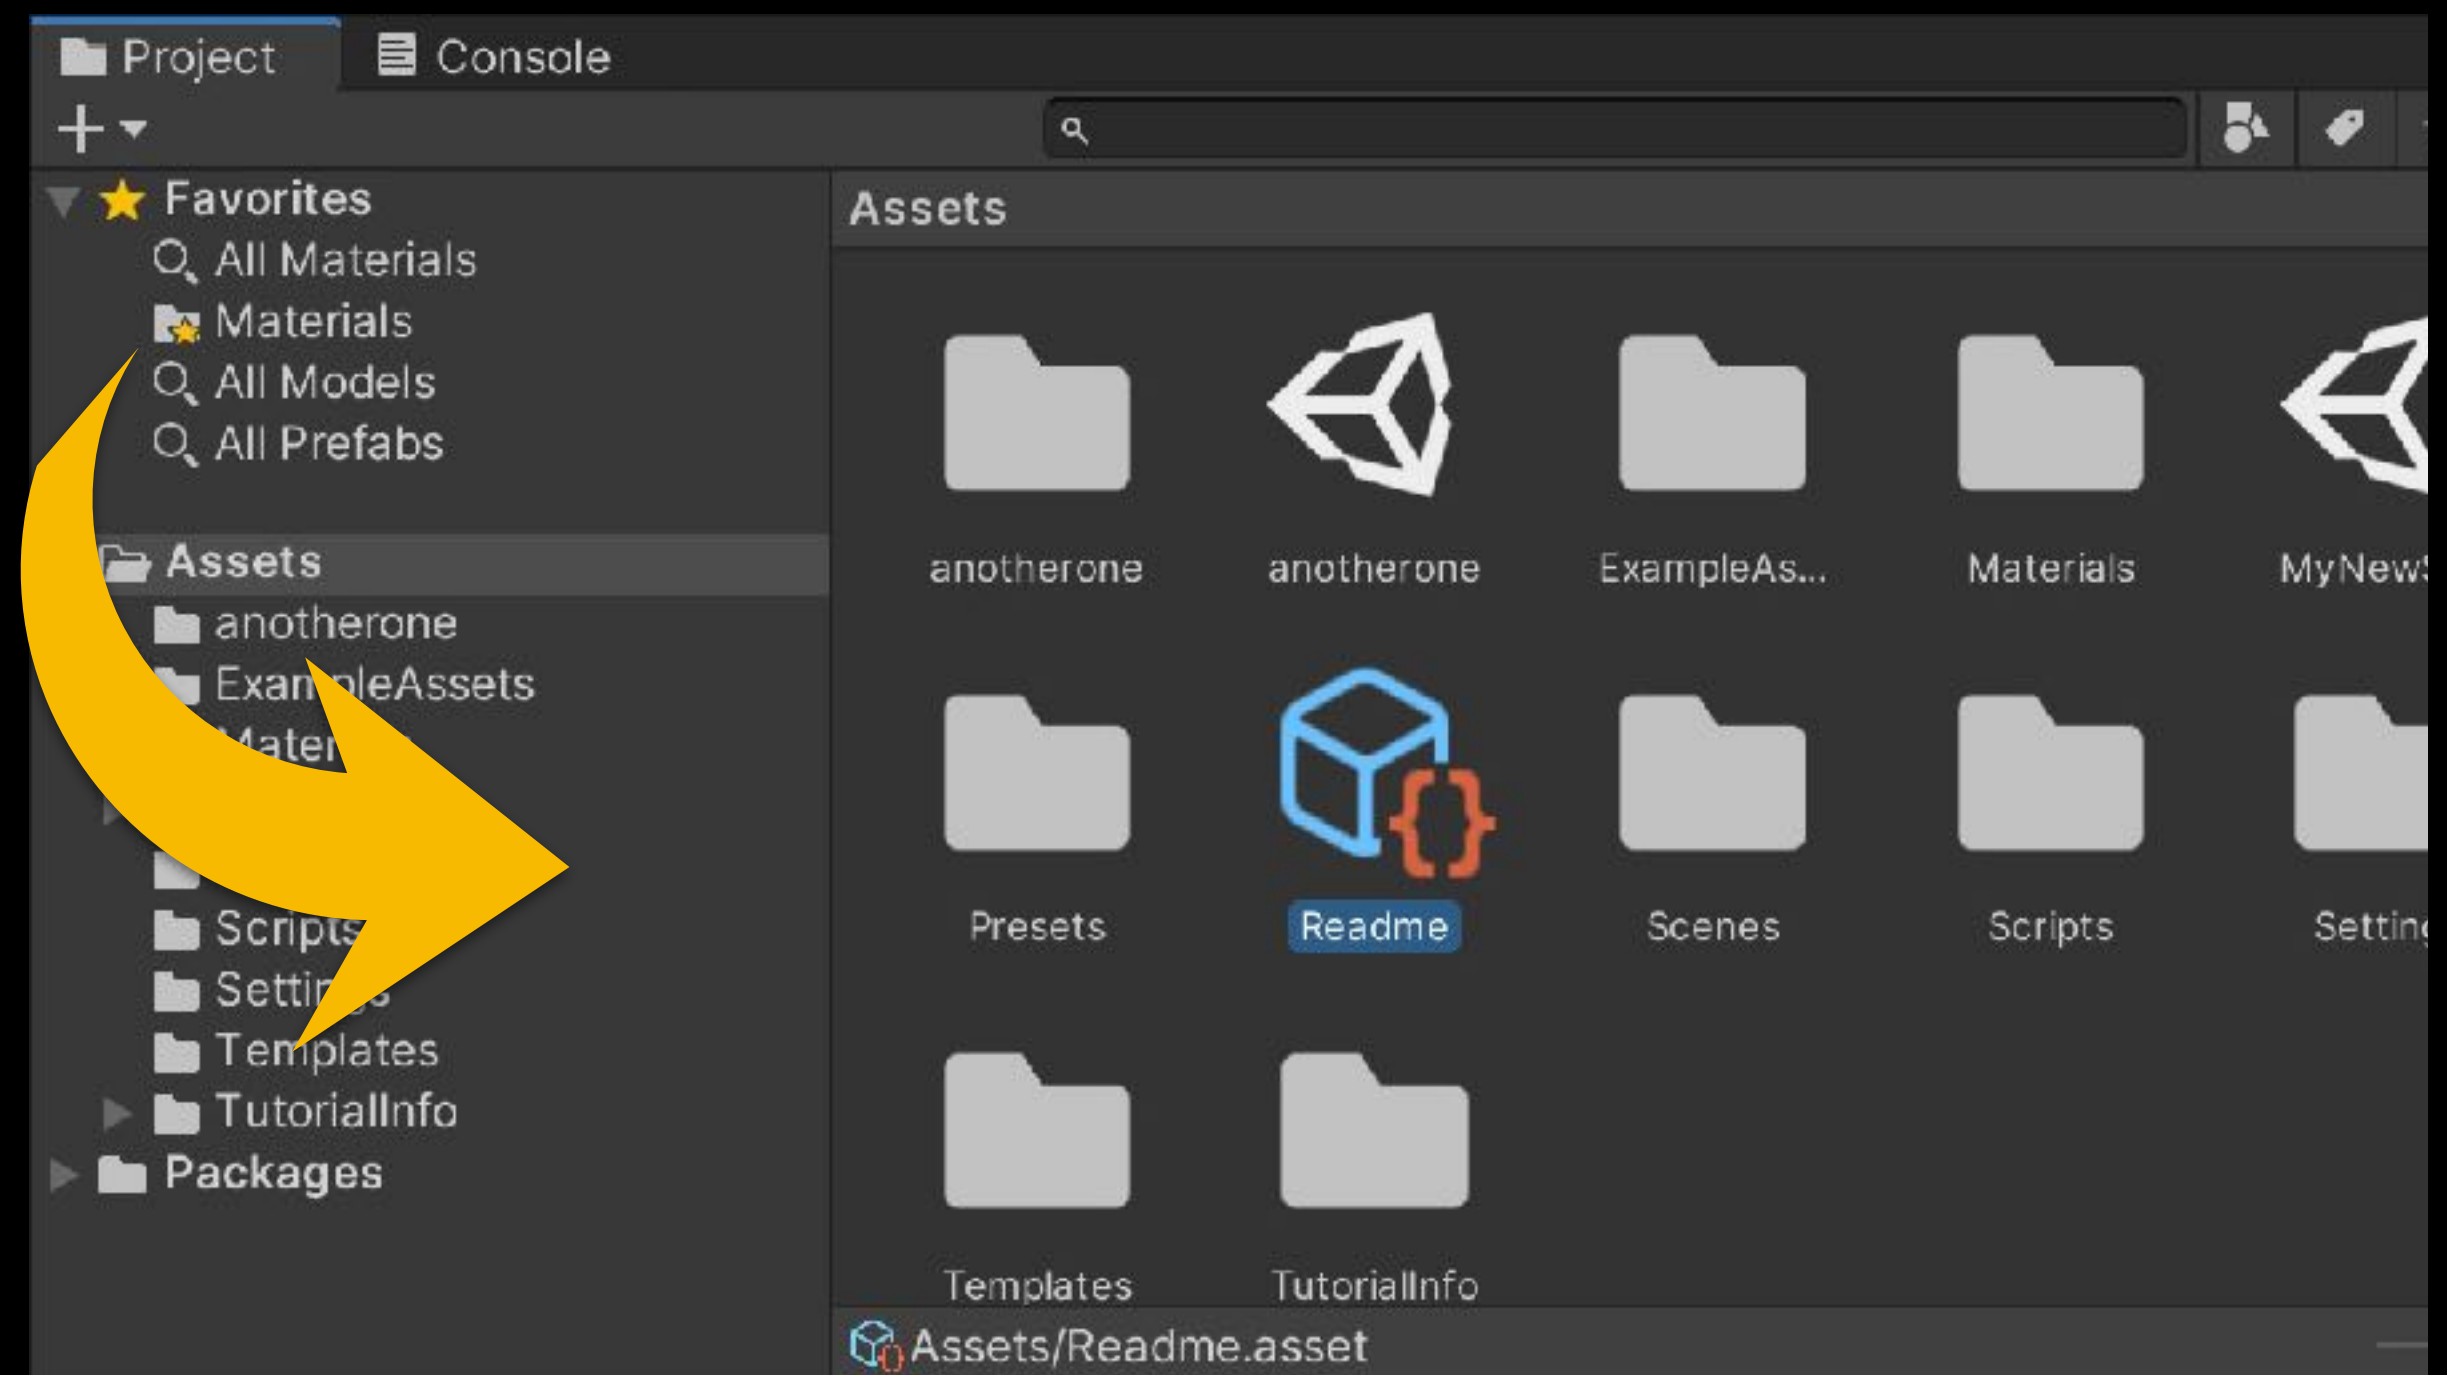 Project
Console
Favorites
All Materials
Materials
All Models
All Prefabs
Assets
anotherone
ExampleAssets
Scripts
Settings
Templates
TutorialInfo
Packages
Assets
anotherone
anotherone
ExampleAs...
Materials
Presets
Readme
Scenes
Scripts
Templates
TutorialInfo
Assets/Readme.asset